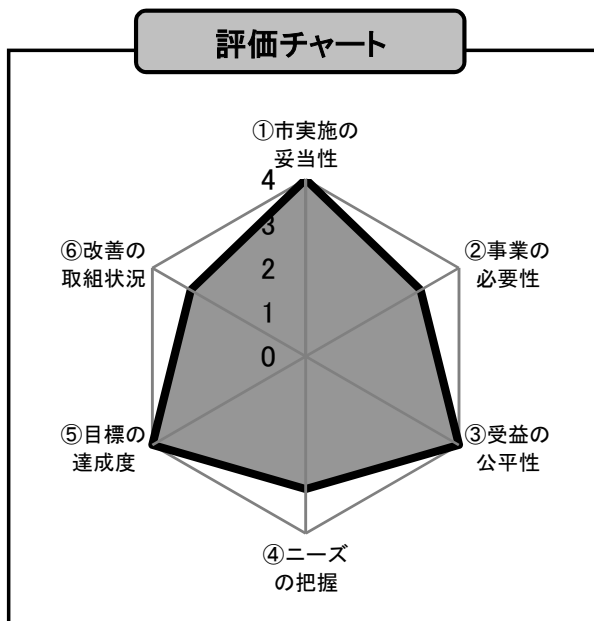 評価チャート
①市実施の
妥当性
4
3
2
1
0
②事業の
必要性
③受益の
公平性
④ニーズ
の把握
⑤目標の
達成度
⑥改善の
取組状況